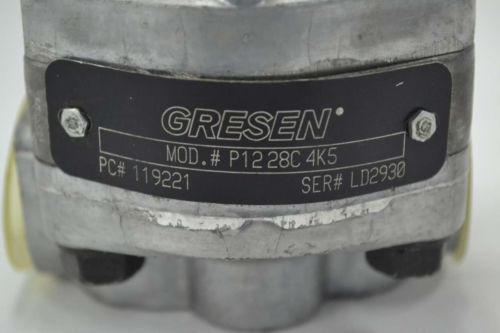 GRESEN
MOD.# P12 28C 4K5
PC# 119221 SER# LD2930